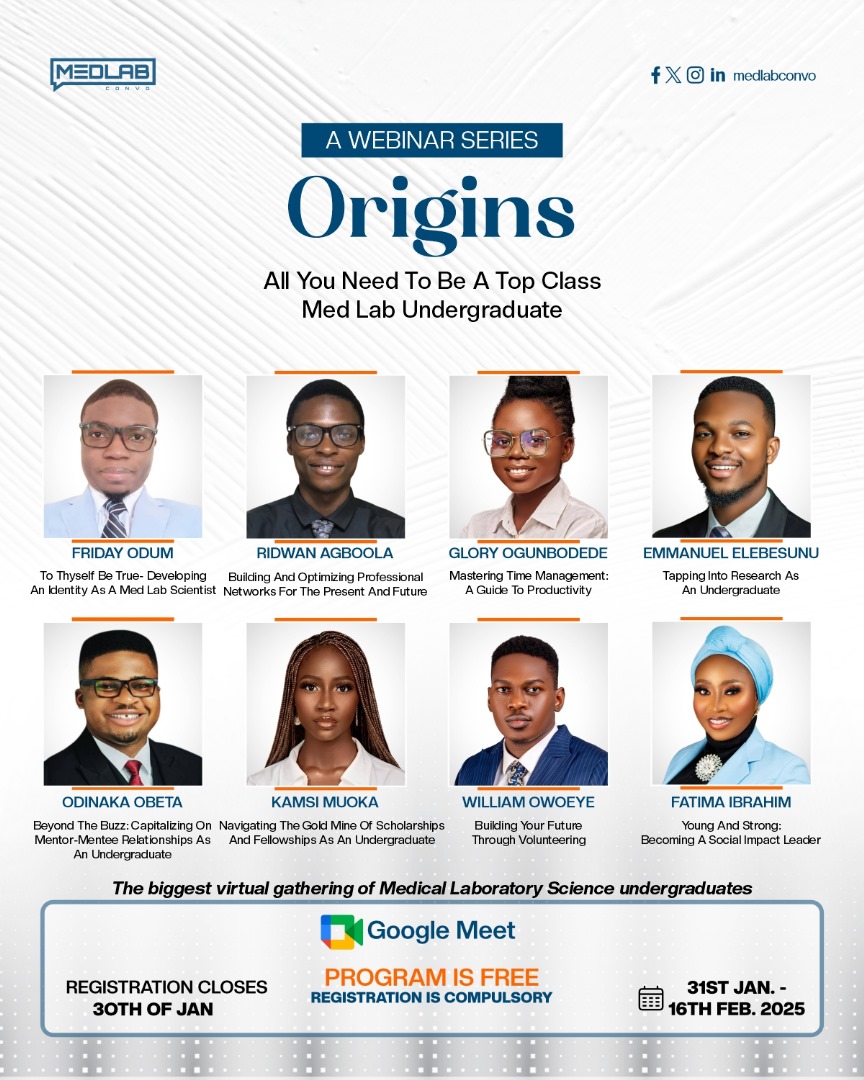 MEDLAB
CONVO
medlabconvo
A WEBINAR SERIES
Origins
All You Need To Be A Top Class
Med Lab Undergraduate
FRIDAY ODUM
To Thyself Be True- Developing
An Identity As A Med Lab Scientist
RIDWAN AGBOOLA
Building And Optimizing Professional
Networks For The Present And Future
GLORY OGUNBODEDE
Mastering Time Management:
A Guide To Productivity
EMMANUEL ELEBESUNU
Tapping Into Research As
An Undergraduate
ODINAKA OBETA
Beyond The Buzz: Capitalizing On
Mentor-Mentee Relationships As
An Undergraduate
KAMSI MUOKA
Navigating The Gold Mine Of Scholarships
And Fellowships As An Undergraduate
WILLIAM OWOEYE
Building Your Future
Through Volunteering
FATIMA IBRAHIM
Young And Strong:
Becoming A Social Impact Leader
The biggest virtual gathering of Medical Laboratory Science undergraduates
Google Meet
REGISTRATION CLOSES
30TH OF JAN
PROGRAM IS FREE
REGISTRATION IS COMPULSORY
31ST JAN. -
16TH FEB. 2025